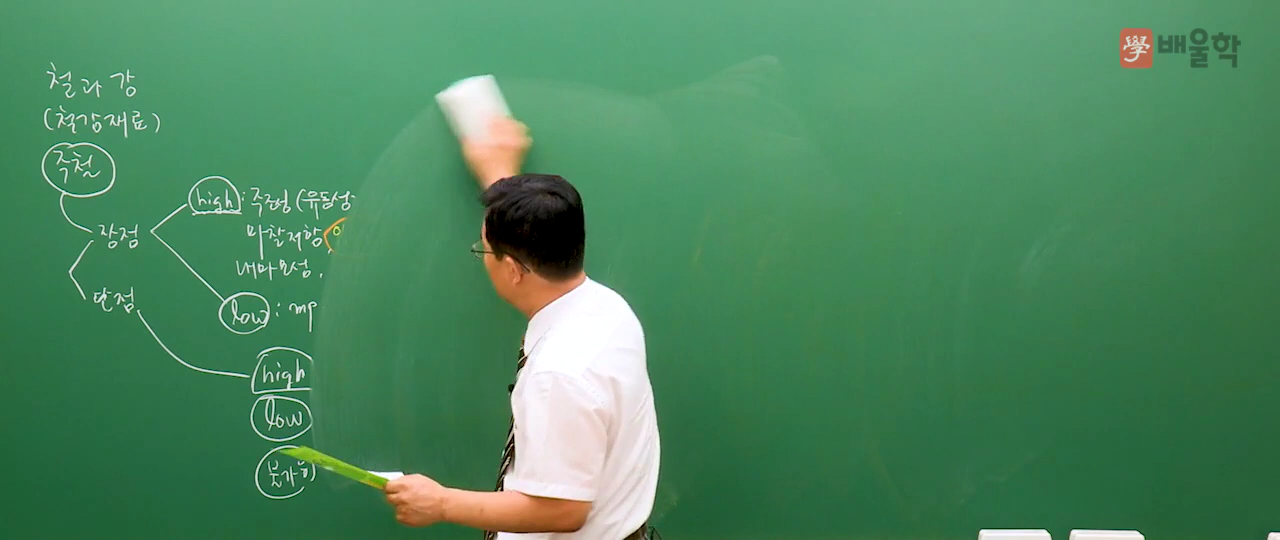 學 배울학
철과 강
(철강재료)
주철
장점
high : 주조성 (유동성
마찰저항
내마모성,
단점
low : mp
high
low
불가